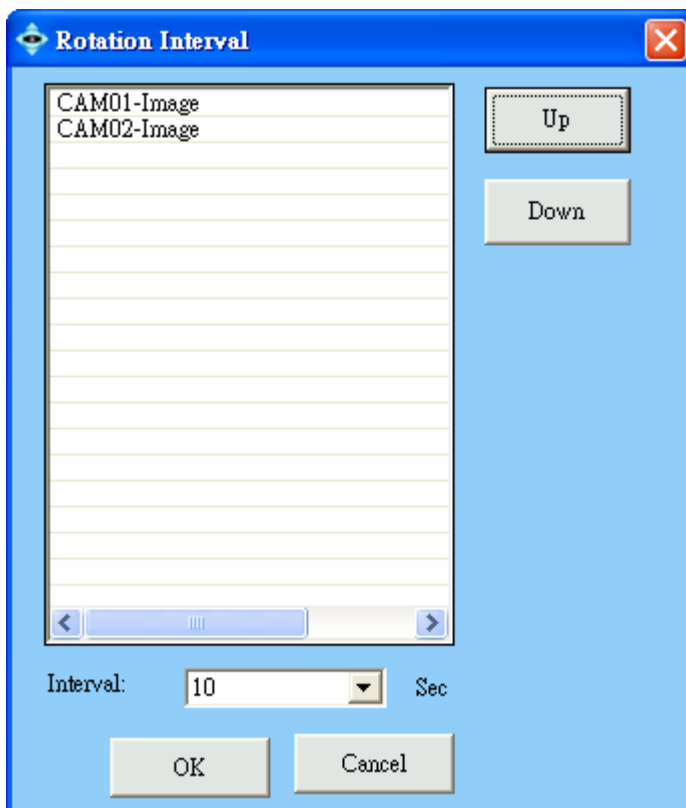 Rotation Interval
CAM01-Image
CAM02-Image
Up
Down
Interval: 10 Sec
OK Cancel